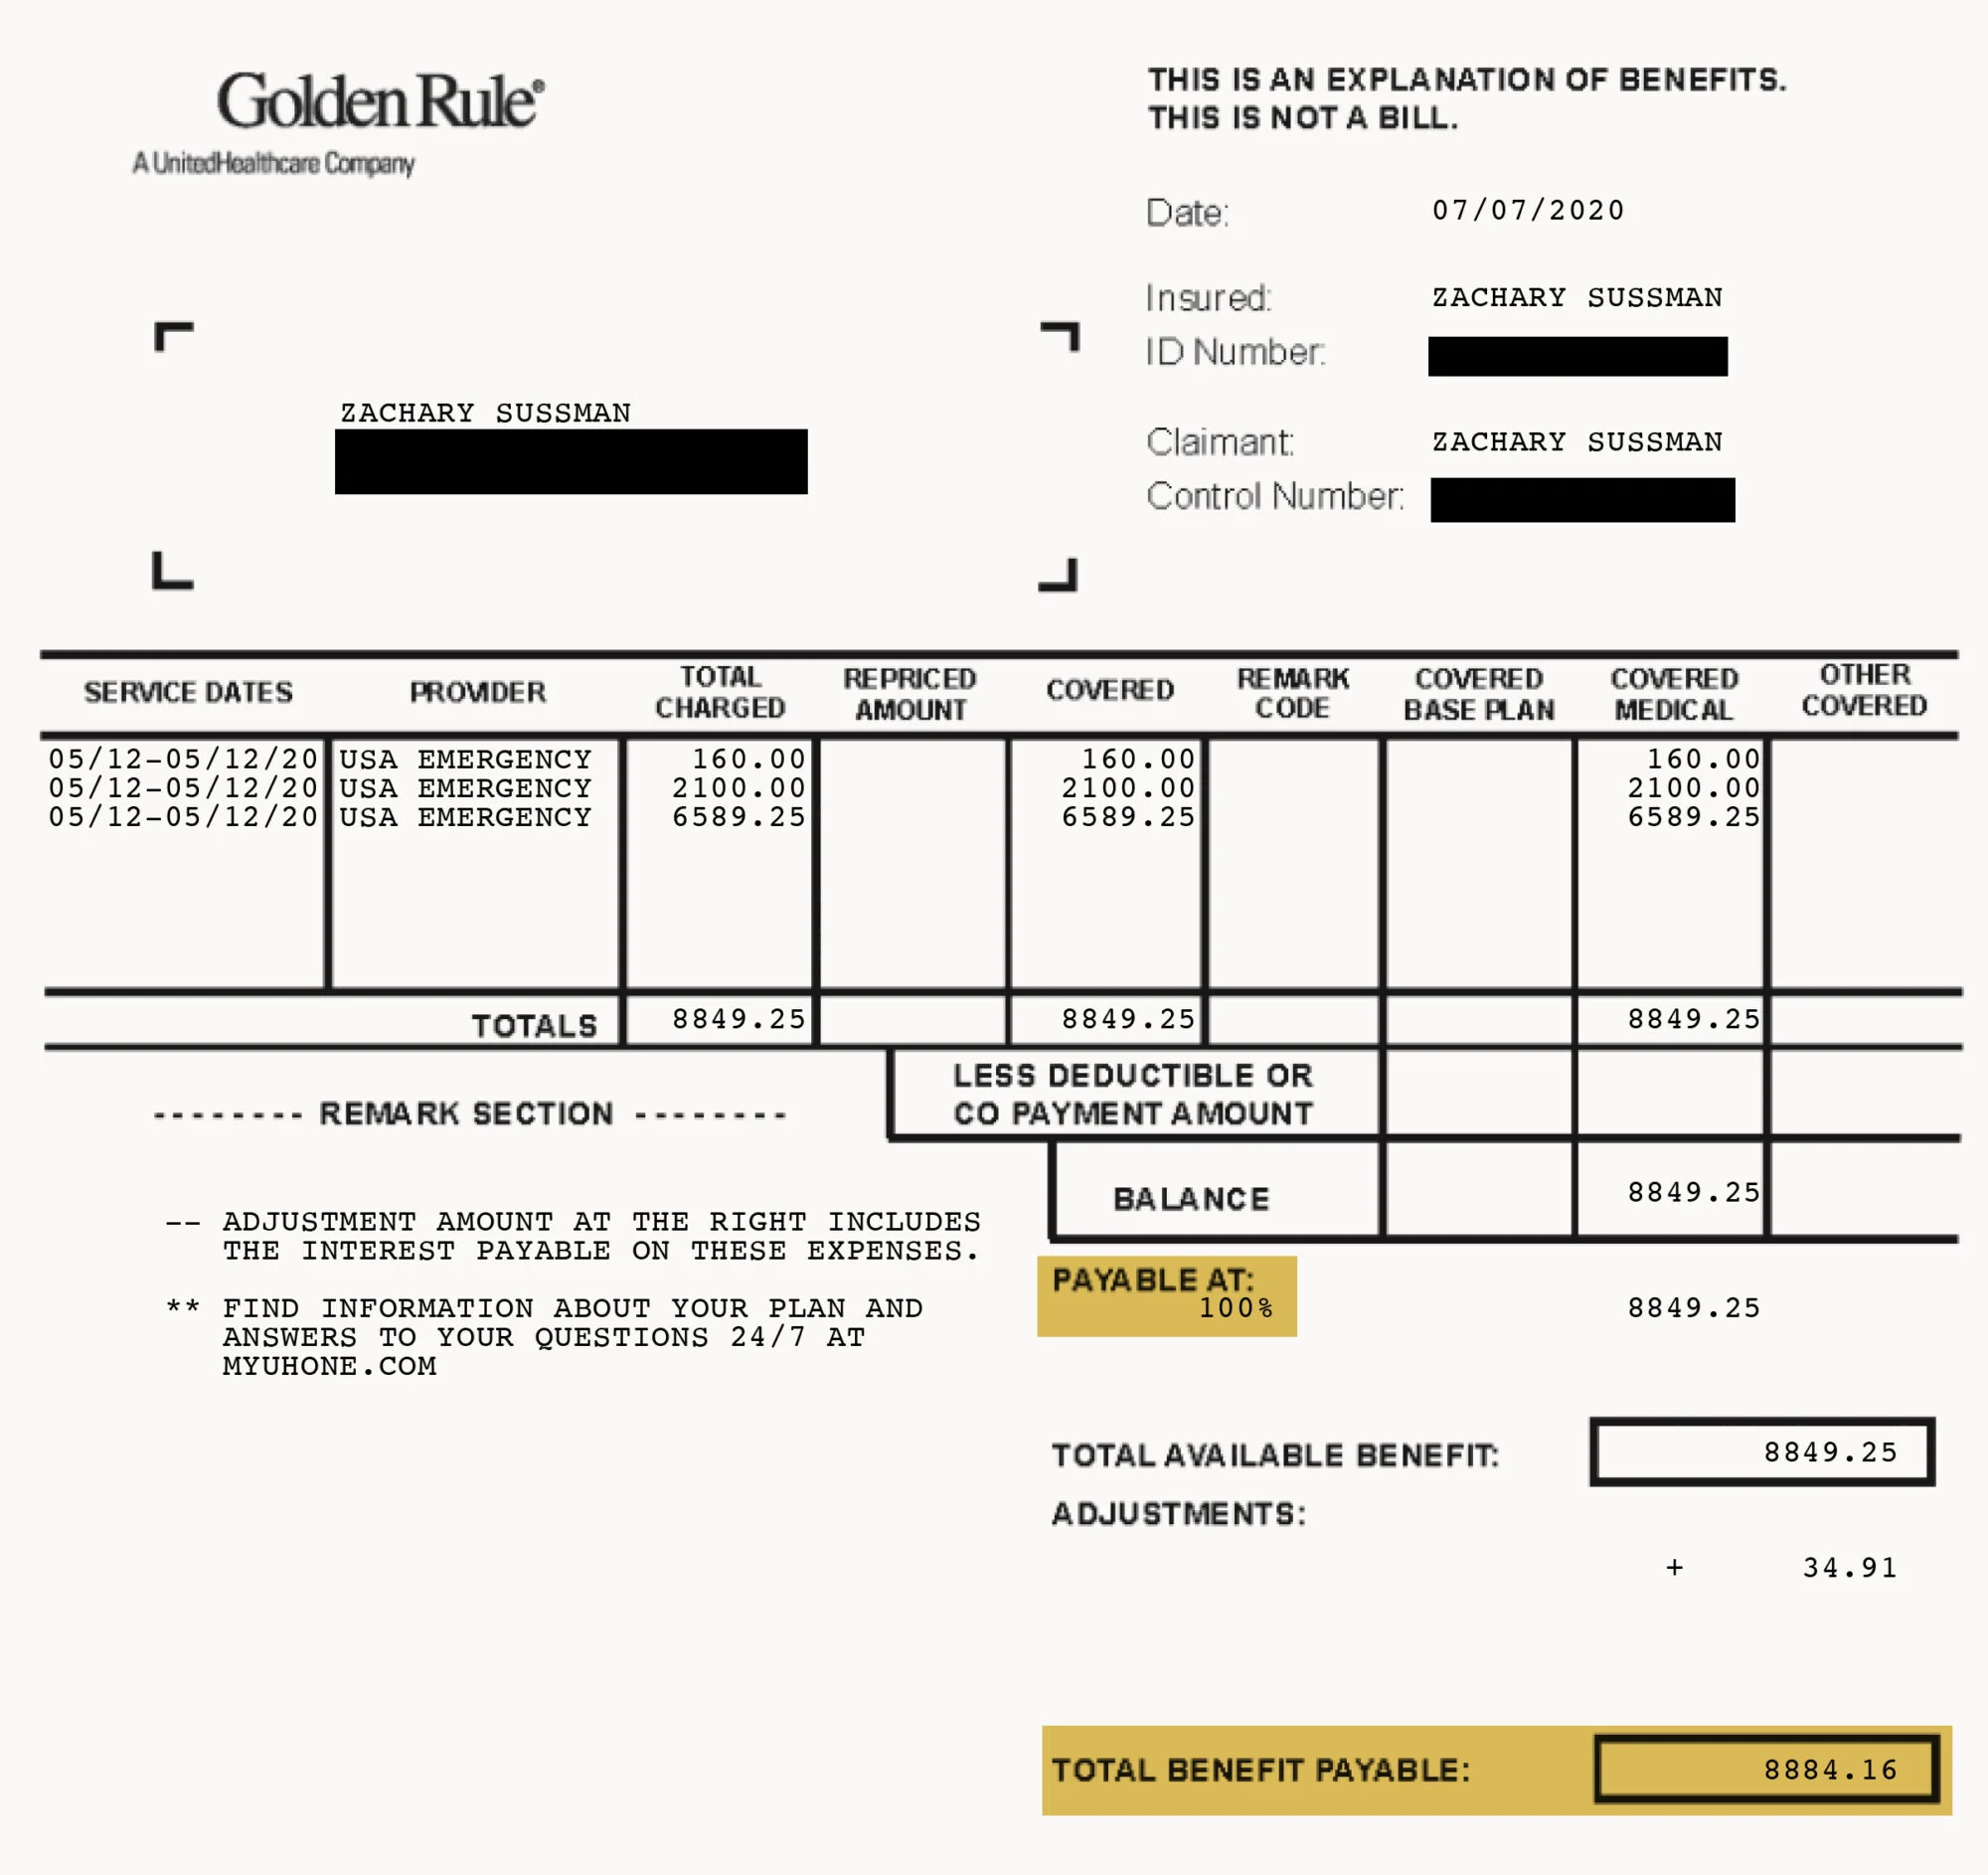 Golden Rule®
A UnitedHealthcare Company
THIS IS AN EXPLANATION OF BENEFITS.
THIS IS NOT A BILL.
Date: 07/07/2020
Insured: ZACHARY SUSSMAN
ID Number:
ZACHARY SUSSMAN
Claimant: ZACHARY SUSSMAN
Control Number:
SERVICE DATES PROVIDER TOTAL CHARGED REPRICED AMOUNT COVERED REMARK CODE COVERED BASE PLAN COVERED MEDICAL OTHER COVERED
05/12-05/12/20 USA EMERGENCY 160.00 160.00 160.00
05/12-05/12/20 USA EMERGENCY 2100.00 2100.00 2100.00
05/12-05/12/20 USA EMERGENCY 6589.25 6589.25 6589.25
TOTALS 8849.25 8849.25 8849.25
LESS DEDUCTIBLE OR
CO PAYMENT AMOUNT
-------- REMARK SECTION --------
BALANCE 8849.25
-- ADJUSTMENT AMOUNT AT THE RIGHT INCLUDES
THE INTEREST PAYABLE ON THESE EXPENSES.
** FIND INFORMATION ABOUT YOUR PLAN AND
ANSWERS TO YOUR QUESTIONS 24/7 AT
MYUHONE.COM
PAYABLE AT:
100% 8849.25
TOTAL AVAILABLE BENEFIT: 8849.25
ADJUSTMENTS:
+ 34.91
TOTAL BENEFIT PAYABLE: 8884.16